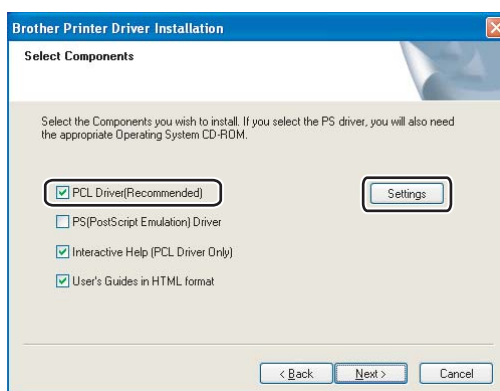 Brother Printer Driver Installation
Select Components
Select the Components you wish to install. If you select the PS driver, you will also need
the appropriate Operating System CD-ROM.
PCL Driver(Recommended)
Settings
PS(PostScript Emulation) Driver
Interactive Help (PCL Driver Only)
User's Guides in HTML format
< Back Next > Cancel